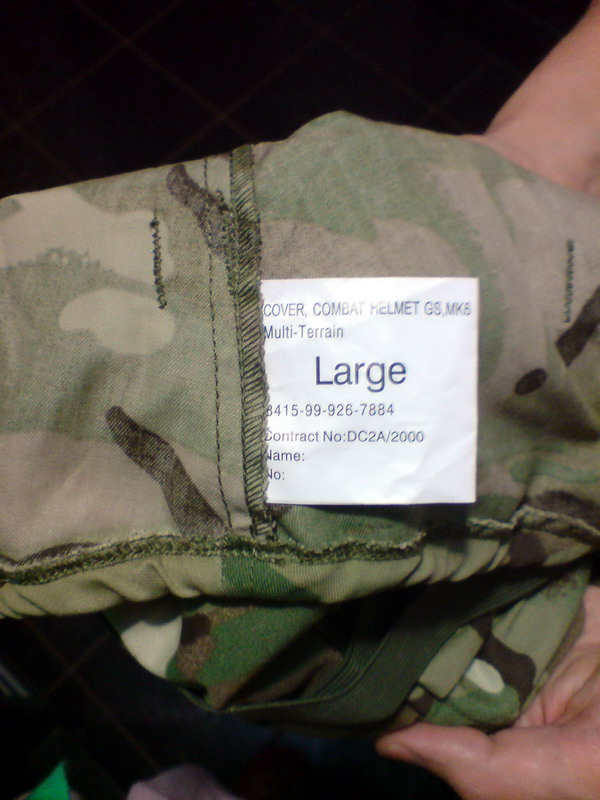 COVER, COMBAT HELMET GS,MK6
Multi-Terrain
Large
8415-99-926-7884
Contract No:DC2A/2000
Name:
No: